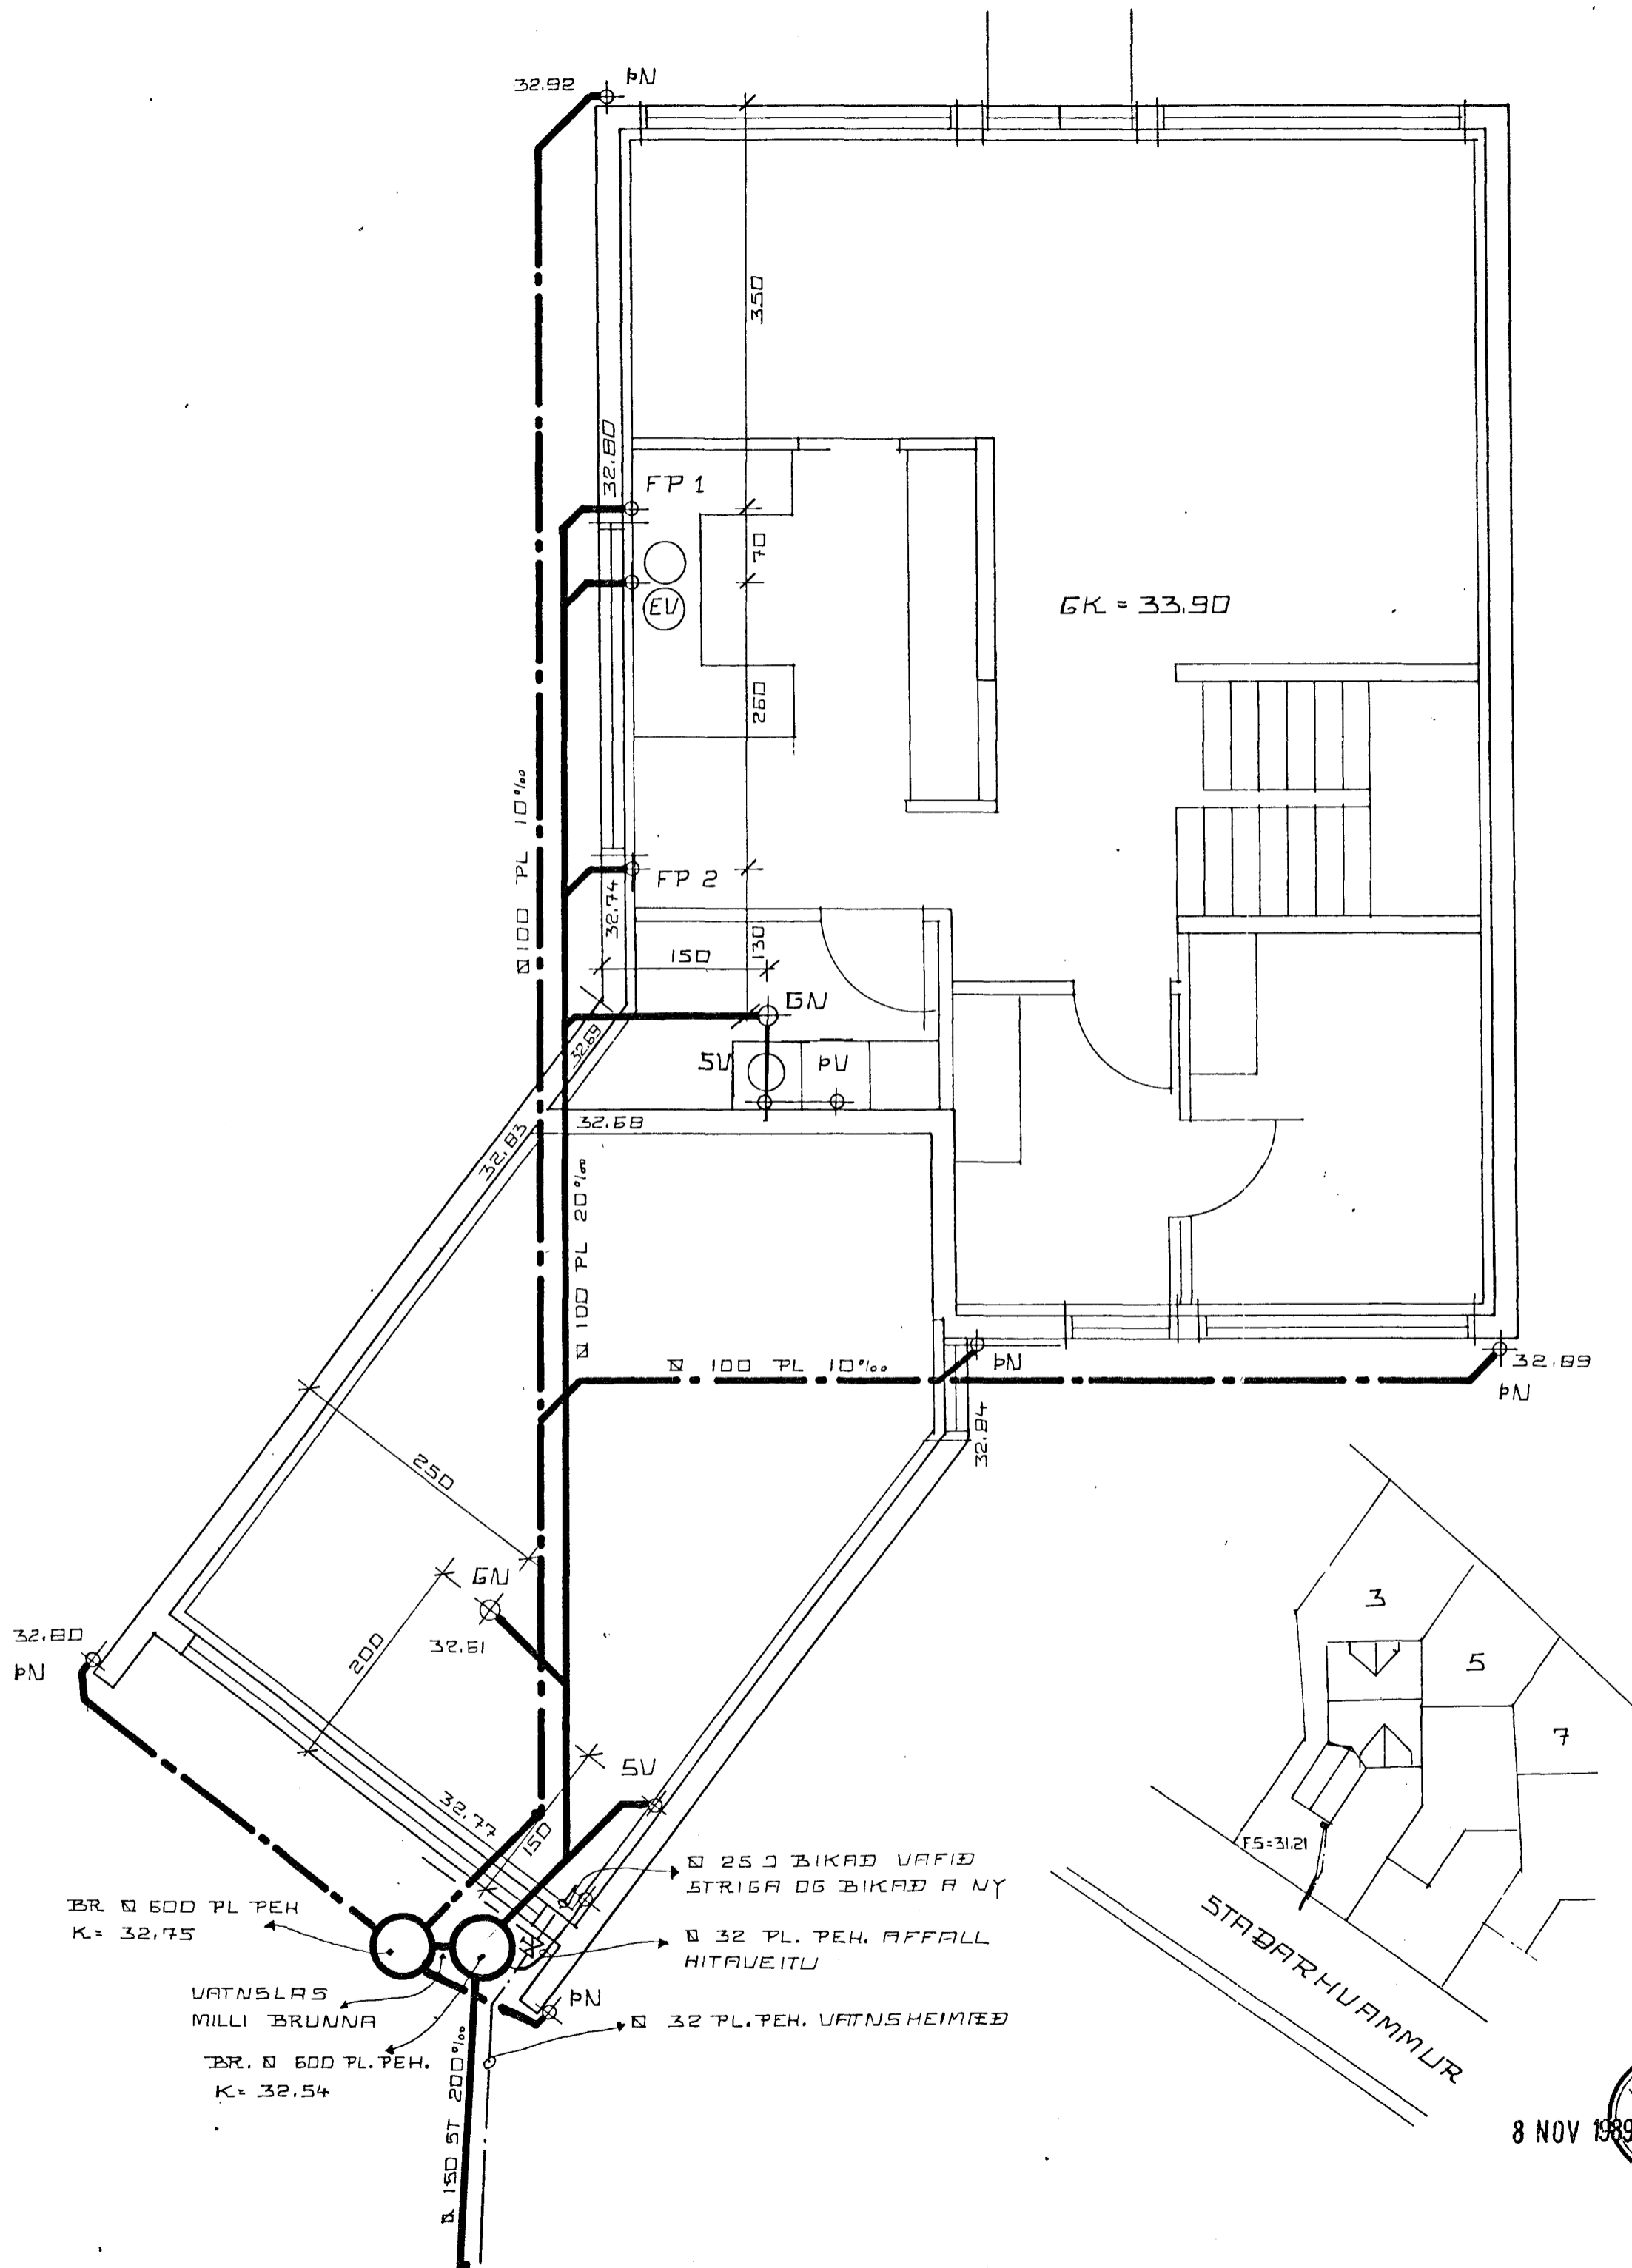 32.92 ÞN
350
32.80
FP 1
70
EV
GK = 33.90
260
Ø 100 PL 10‰
FP 2
32.74
130
150
GN
32.69
SV ÞV
32.68
32.83
Ø 100 PL 20‰
Ø 100 PL 10‰
ÞN
32.89
ÞN
32.84
250
GN
32.61
200
32.80
ÞN
3
5
7
SV
32.77
150
FS=31.21
Ø 25 J BIKAÐ VAFIÐ
STRIGA OG BIKAÐ A NY
BR Ø 600 PL PEH
K= 32.75
Ø 32 PL. PEH. AFFALL
HITAVEITU
STAÐARHVAMMUR
VATNSLAS
MILLI BRUNNA
ÞN
Ø 32 PL. PEH. VATNSHEIMÆÐ
BR. Ø 600 PL. PEH.
K= 32.54
Ø 150 ST 200‰
8 NOV 1989